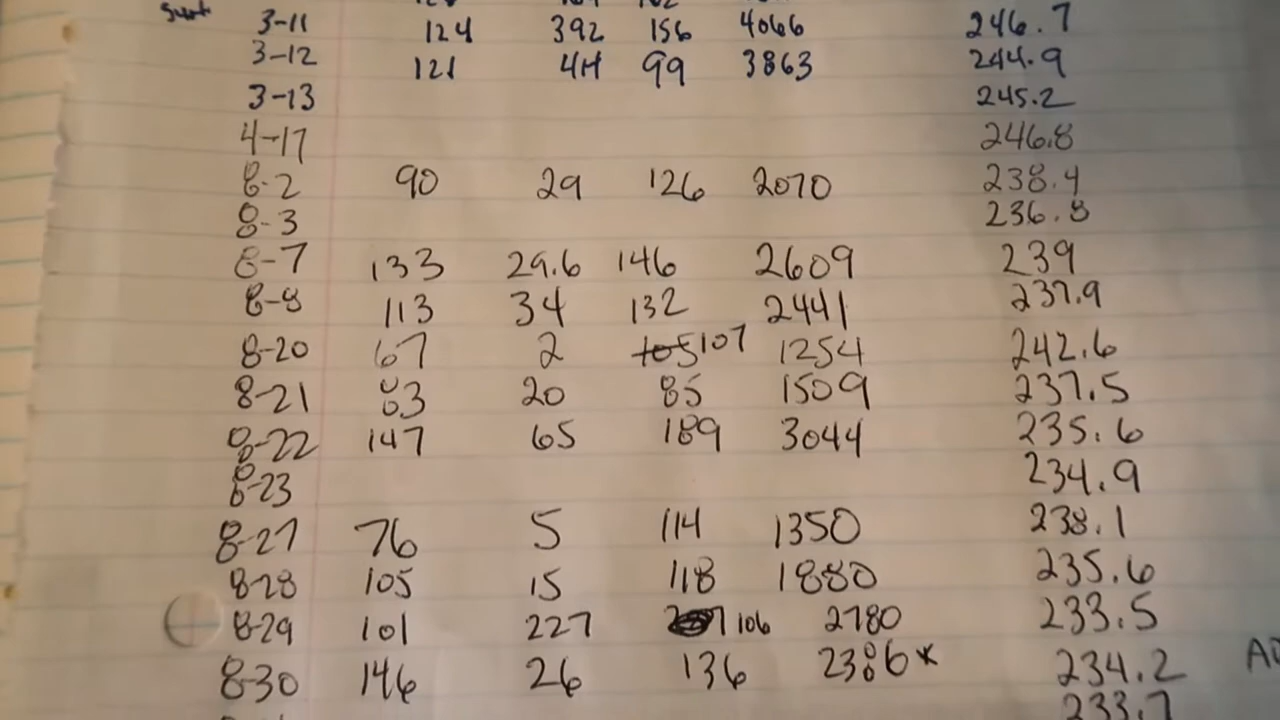 3-11 124 392 156 4066 246.7
3-12 121 411 99 3863 244.9
3-13 245.2
4-17 246.8
8-2 90 29 126 2070 238.4
8-3 236.8
8-7 133 29.6 146 2609 239
8-8 113 34 132 2441 237.9
8-20 67 2 105 107 1254 242.6
8-21 83 20 85 1509 237.5
8-22 147 65 189 3044 235.6
8-23 234.9
8-27 76 5 114 1350 238.1
8-28 105 15 118 1880 235.6
8-29 101 227 106 2780 233.5
8-30 146 26 136 2386* 234.2
233.7